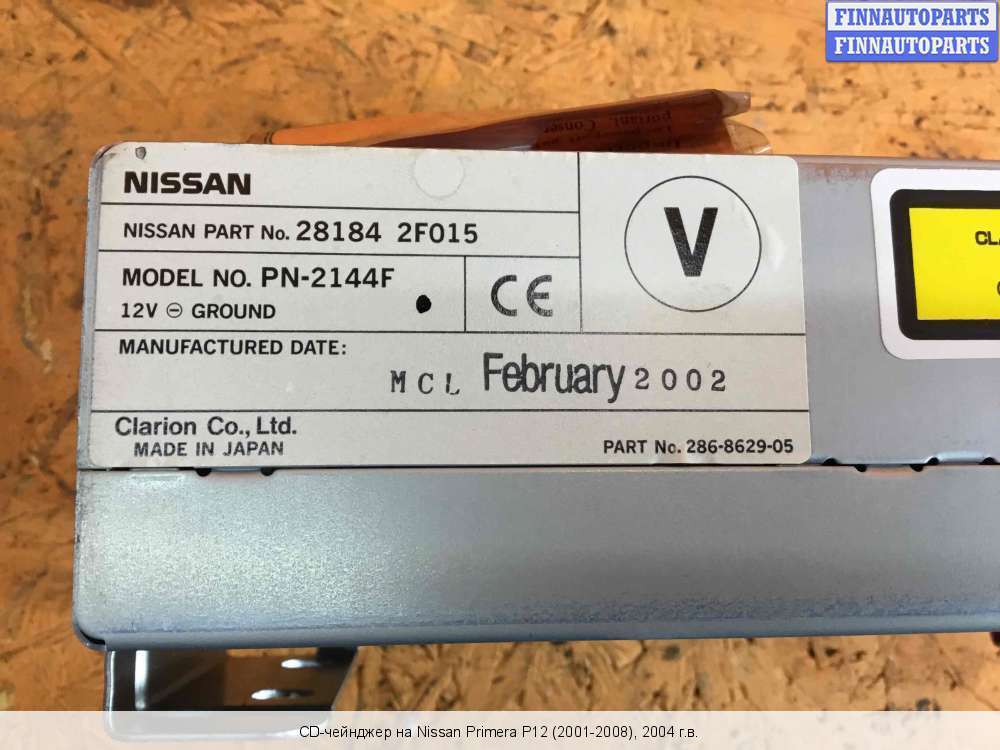 FINNAUTOPARTS
FINNAUTOPARTS
portant. Conser
NISSAN
NISSAN PART No. 28184 2F015
MODEL NO. PN-2144F
12V ⊖ GROUND
CE
V
MANUFACTURED DATE:
MCL February 2002
Clarion Co., Ltd.
MADE IN JAPAN
PART No. 286-8629-05
CD-чейнджер на Nissan Primera P12 (2001-2008), 2004 г.в.